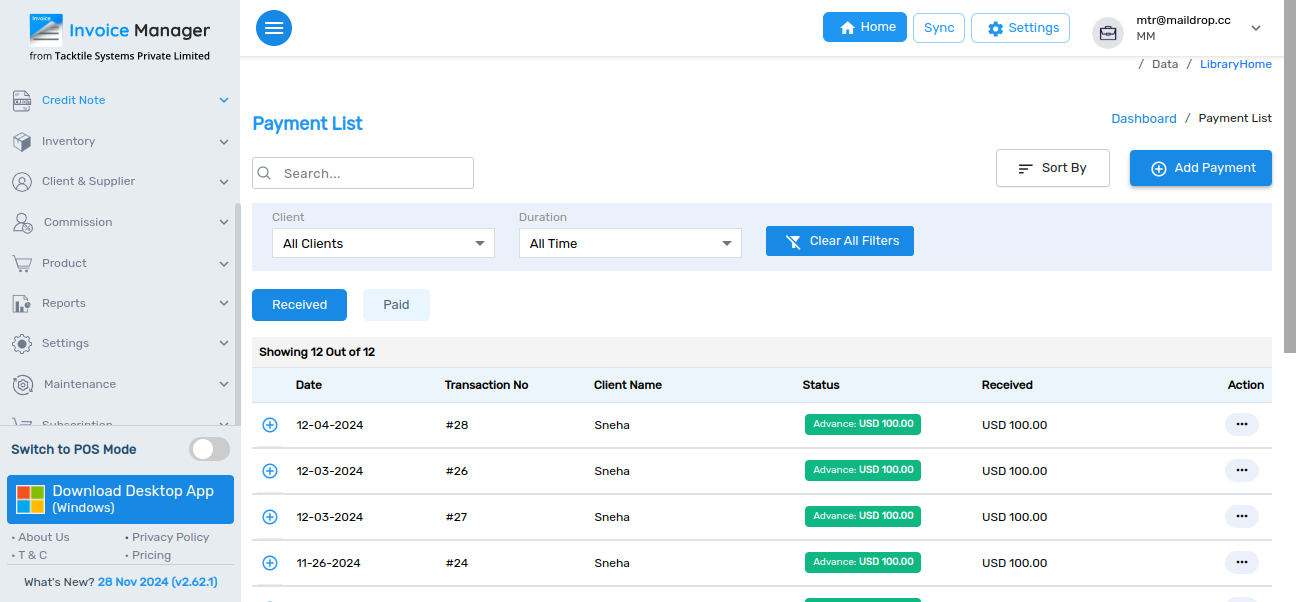 Invoice
Invoice Manager
from Tacktile Systems Private Limited
Credit Note
Inventory
Client & Supplier
Commission
Product
Reports
Settings
Maintenance
Subscription
Switch to POS Mode
Download Desktop App
(Windows)
• About Us • Privacy Policy
• T & C • Pricing
What's New? 28 Nov 2024 (v2.62.1)
Home Sync Settings
mtr@maildrop.cc
MM
/ Data / LibraryHome
Payment List
Dashboard / Payment List
Search...
Sort By
Add Payment
Client Duration
All Clients All Time Clear All Filters
Received Paid
Showing 12 Out of 12
Date Transaction No Client Name Status Received Action
12-04-2024 #28 Sneha Advance: USD 100.00 USD 100.00 •••
12-03-2024 #26 Sneha Advance: USD 100.00 USD 100.00 •••
12-03-2024 #27 Sneha Advance: USD 100.00 USD 100.00 •••
11-26-2024 #24 Sneha Advance: USD 100.00 USD 100.00 •••